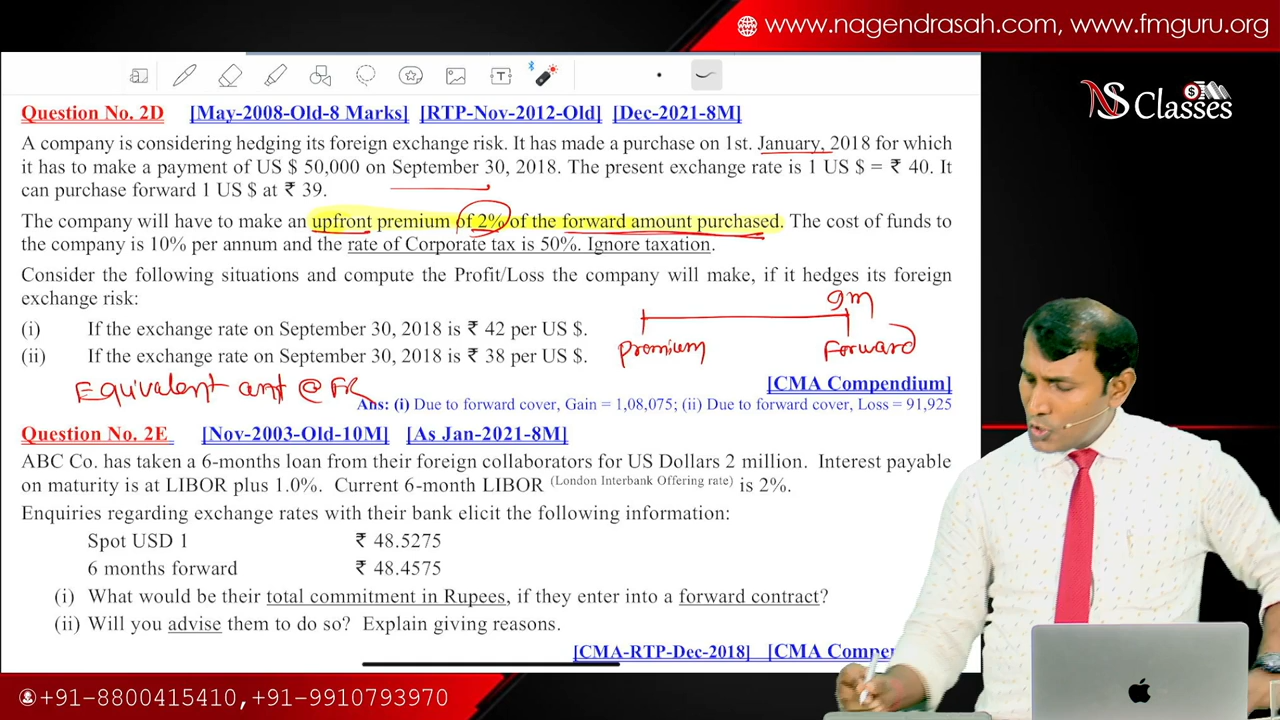 www.nagendrasah.com, www.fmguru.org
NS Classes
Question No. 2D [May-2008-Old-8 Marks] [RTP-Nov-2012-Old] [Dec-2021-8M]
A company is considering hedging its foreign exchange risk. It has made a purchase on 1st. January, 2018 for which
it has to make a payment of US $ 50,000 on September 30, 2018. The present exchange rate is 1 US $ = ₹ 40. It
can purchase forward 1 US $ at ₹ 39.
The company will have to make an upfront premium of 2% of the forward amount purchased. The cost of funds to
the company is 10% per annum and the rate of Corporate tax is 50%. Ignore taxation.
Consider the following situations and compute the Profit/Loss the company will make, if it hedges its foreign
exchange risk:
9m
(i) If the exchange rate on September 30, 2018 is ₹ 42 per US $.
(ii) If the exchange rate on September 30, 2018 is ₹ 38 per US $.
Premium Forward
[CMA Compendium]
Equivalent amt @ FR
Ans: (i) Due to forward cover, Gain = 1,08,075; (ii) Due to forward cover, Loss = 91,925
Question No. 2E [Nov-2003-Old-10M] [As Jan-2021-8M]
ABC Co. has taken a 6-months loan from their foreign collaborators for US Dollars 2 million. Interest payable
on maturity is at LIBOR plus 1.0%. Current 6-month LIBOR (London Interbank Offering rate) is 2%.
Enquiries regarding exchange rates with their bank elicit the following information:
Spot USD 1 ₹ 48.5275
6 months forward ₹ 48.4575
(i) What would be their total commitment in Rupees, if they enter into a forward contract?
(ii) Will you advise them to do so? Explain giving reasons.
[CMA-RTP-Dec-2018] [CMA Compe
+91-8800415410,+91-9910793970